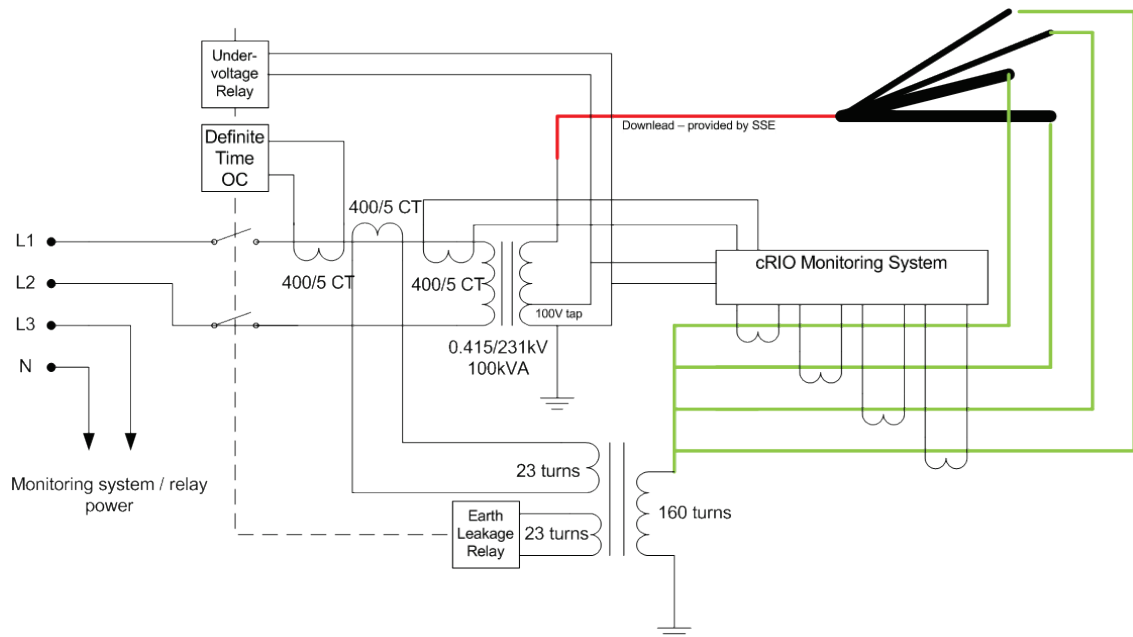 Under-
voltage
Relay
Downlead – provided by SSE
Definite
Time
OC
400/5 CT
L1
cRIO Monitoring System
400/5 CT
400/5 CT
L2
100V tap
L3
0.415/231kV
100kVA
N
23 turns
Monitoring system / relay
power
160 turns
Earth
Leakage
Relay
23 turns